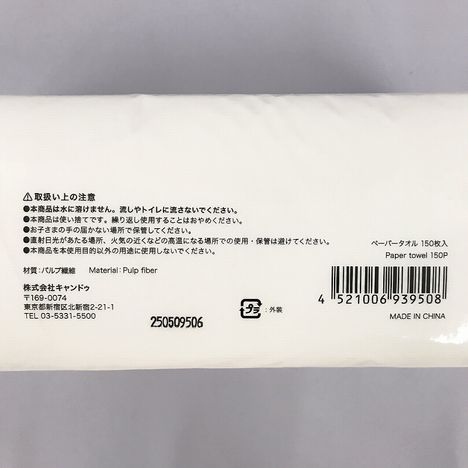 ⚠取扱い上の注意
●本商品は水に溶けません。流しやトイレに流さないでください。
●本商品は使い捨てです。繰り返し使用することはおやめください。
●お子さまの手の届かない場所で保管してください。
●直射日光があたる場所、火気の近くなどの高温になる場所での使用・保管は避けてください。
●本商品を本使用目的以外の用途に使用しないでください。
材質：パルプ繊維 Material：Pulp fiber
株式会社キャンドゥ
〒169-0074
東京都新宿区北新宿2-21-1
TEL 03-5331-5500
250509506
プラ：外装
ペーパータオル 150枚入
Paper towel 150P
4 521006 939508
MADE IN CHINA